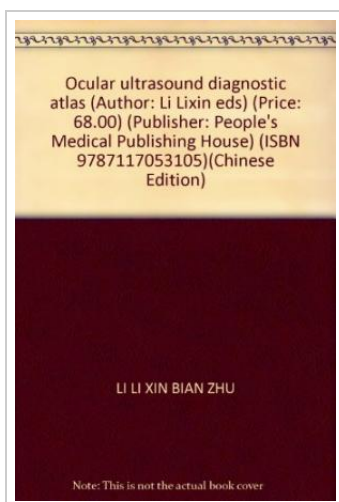 Ocular ultrasound diagnostic
atlas (Author: Li Lixin eds) (Price:
68.00) (Publisher: People's
Medical Publishing House) (ISBN
9787117053105)(Chinese
Edition)
LI LI XIN BIAN ZHU
Note: This is not the actual book cover